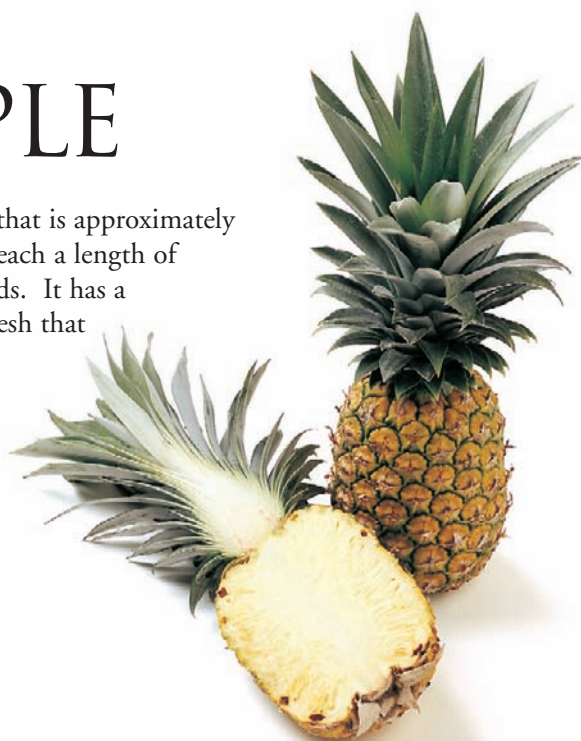 PLE
that is approximately
each a length of
ds. It has a
esh that